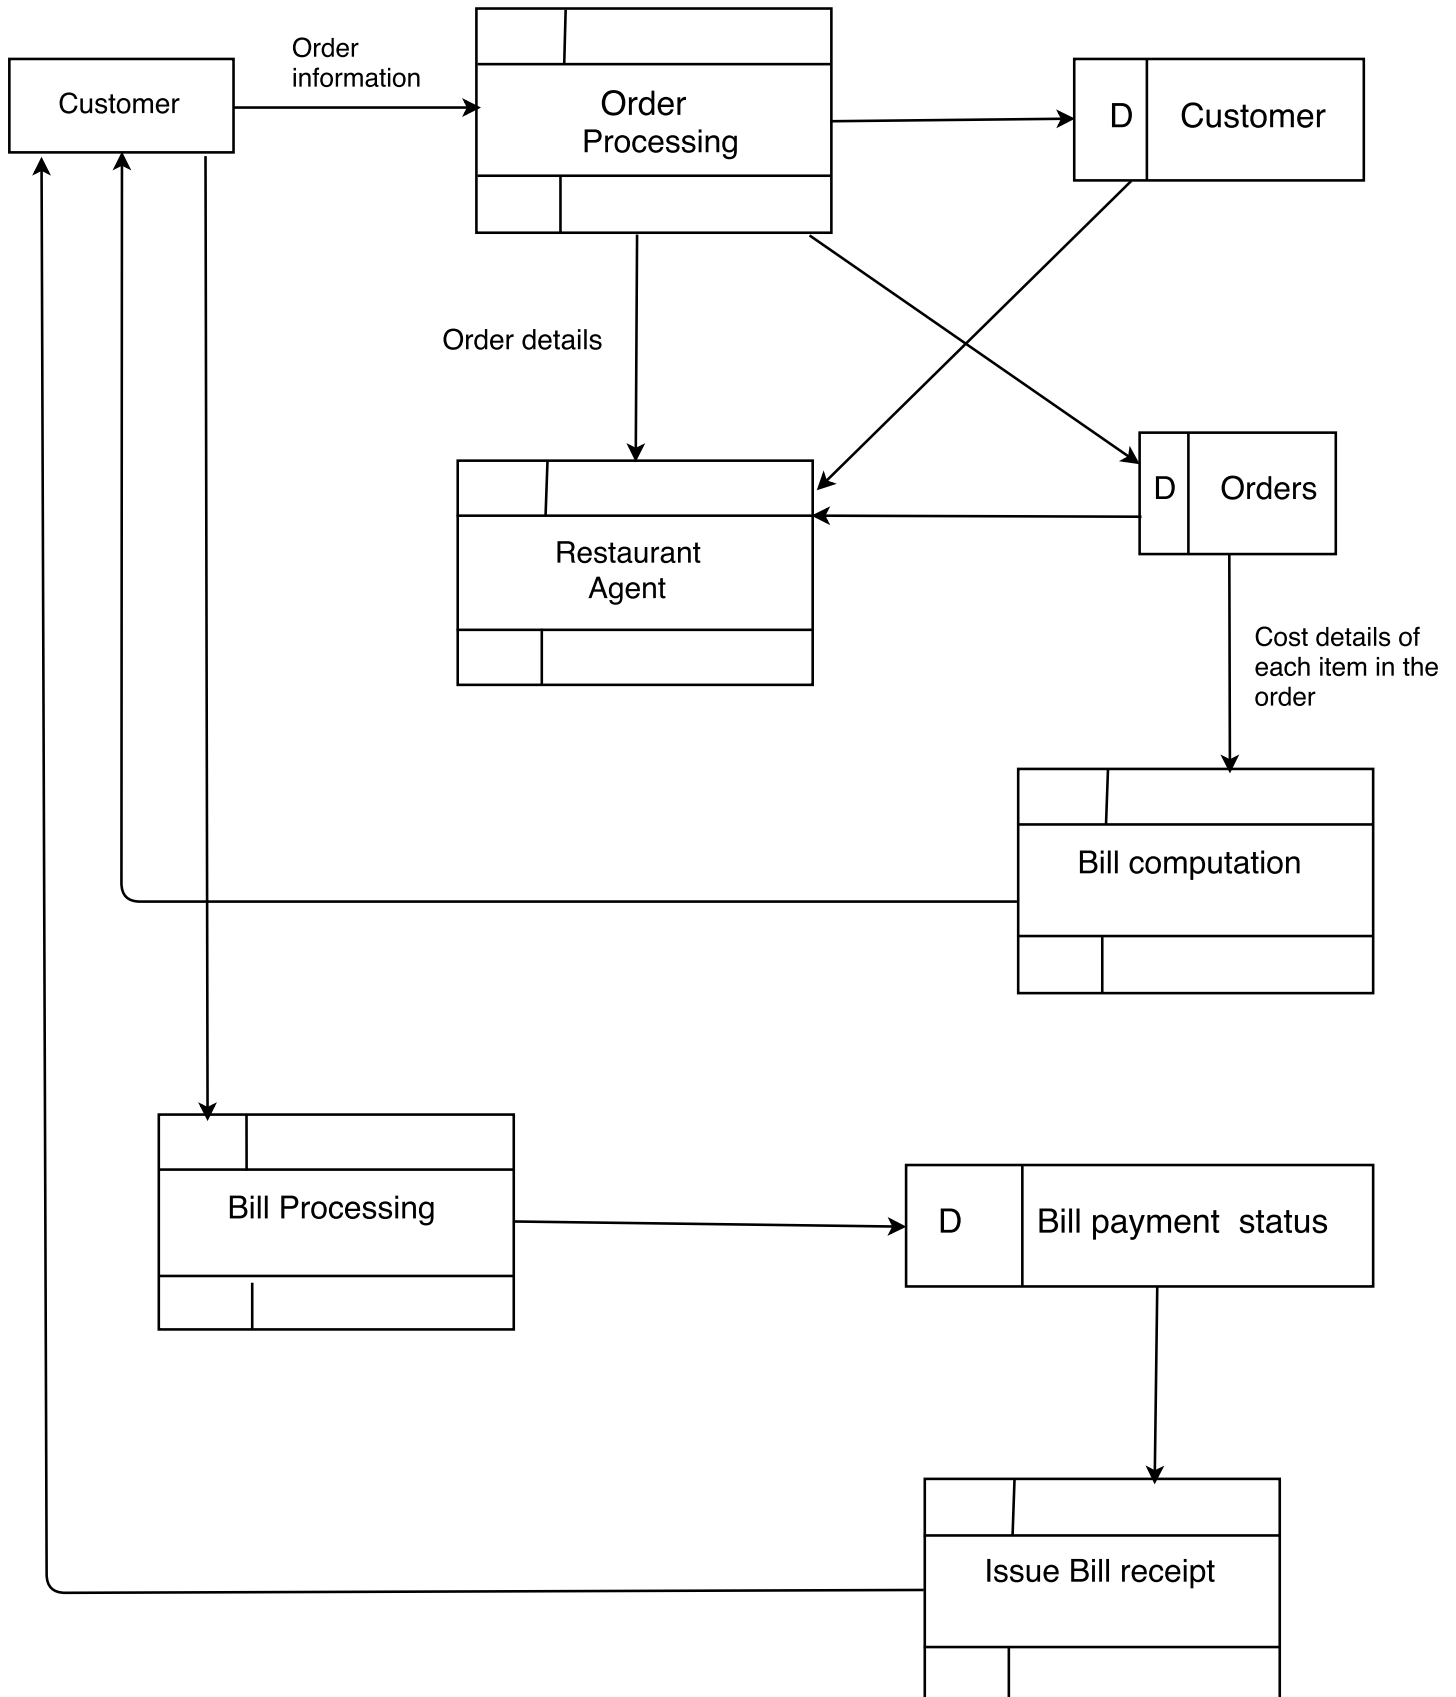 Order
information
Customer
Order
Processing
D
Customer
Order details
D
Orders
Restaurant
Agent
Cost details of
each item in the
order
Bill computation
Bill Processing
D
Bill payment status
Issue Bill receipt